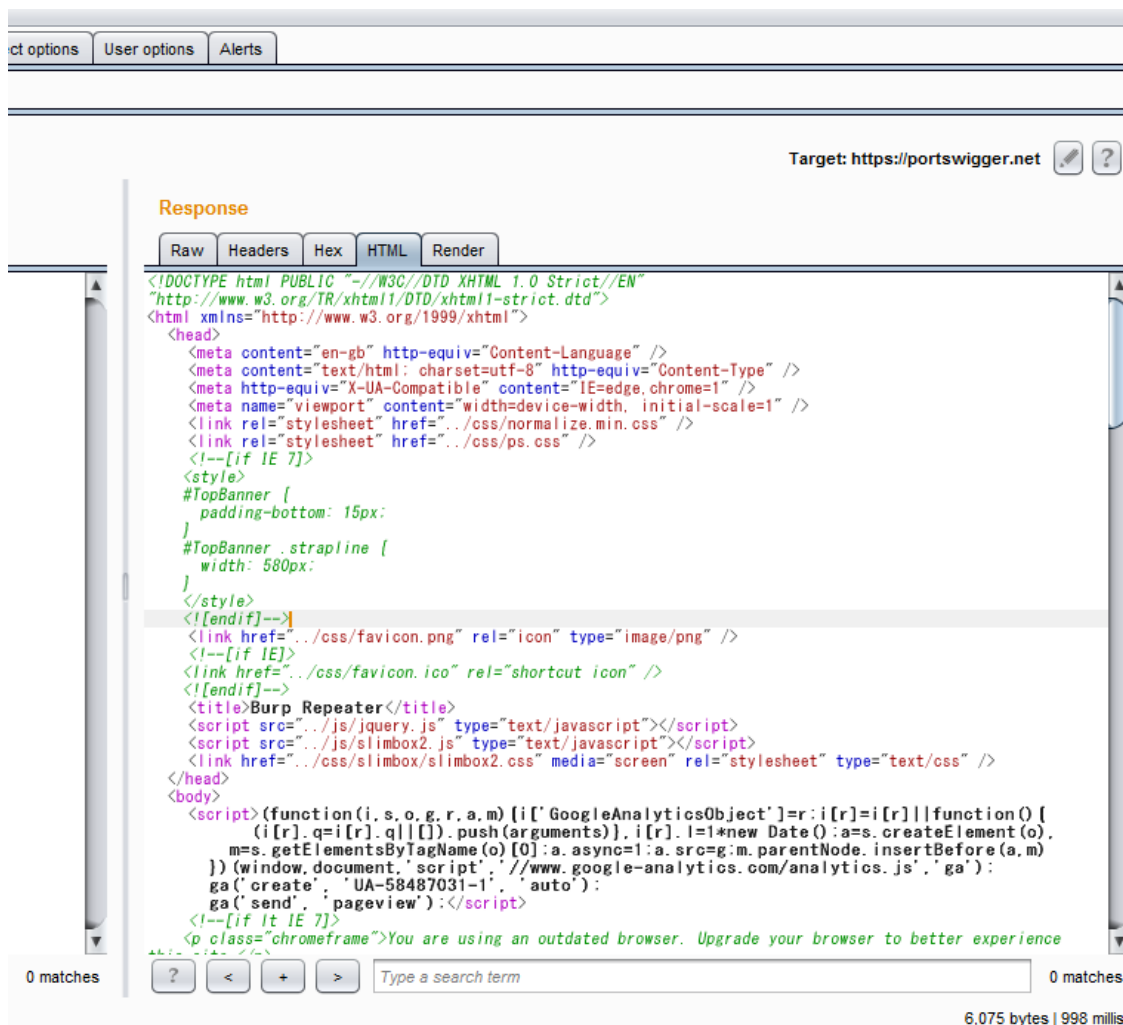 ct options User options Alerts
Target: https://portswigger.net ?
Response
Raw Headers Hex HTML Render
<!DOCTYPE html PUBLIC "-//W3C//DTD XHTML 1.0 Strict//EN"
"http://www.w3.org/TR/xhtml1/DTD/xhtml1-strict.dtd">
<html xmlns="http://www.w3.org/1999/xhtml">
<head>
<meta content="en-gb" http-equiv="Content-Language" />
<meta content="text/html; charset=utf-8" http-equiv="Content-Type" />
<meta http-equiv="X-UA-Compatible" content="IE=edge,chrome=1" />
<meta name="viewport" content="width=device-width, initial-scale=1" />
<link rel="stylesheet" href="../css/normalize.min.css" />
<link rel="stylesheet" href="../css/ps.css" />
<!--[if IE 7]>
<style>
#TopBanner {
padding-bottom: 15px;
}
#TopBanner .strapline {
width: 580px;
}
</style>
<![endif]-->
<link href="../css/favicon.png" rel="icon" type="image/png" />
<!--[if IE]>
<link href="../css/favicon.ico" rel="shortcut icon" />
<![endif]-->
<title>Burp Repeater</title>
<script src="../js/jquery.js" type="text/javascript"></script>
<script src="../js/slimbox2.js" type="text/javascript"></script>
<link href="../css/slimbox/slimbox2.css" media="screen" rel="stylesheet" type="text/css" />
</head>
<body>
<script>(function(i,s,o,g,r,a,m){i['GoogleAnalyticsObject']=r;i[r]=i[r]||function(){
(i[r].q=i[r].q||[]).push(arguments)},i[r].l=1*new Date();a=s.createElement(o),
m=s.getElementsByTagName(o)[0];a.async=1;a.src=g;m.parentNode.insertBefore(a,m)
})(window,document,'script','//www.google-analytics.com/analytics.js','ga');
ga('create', 'UA-58487031-1', 'auto');
ga('send', 'pageview');</script>
<!--[if lt IE 7]>
<p class="chromeframe">You are using an outdated browser. Upgrade your browser to better experience
0 matches ? < + > Type a search term 0 matches
6,075 bytes | 998 millis